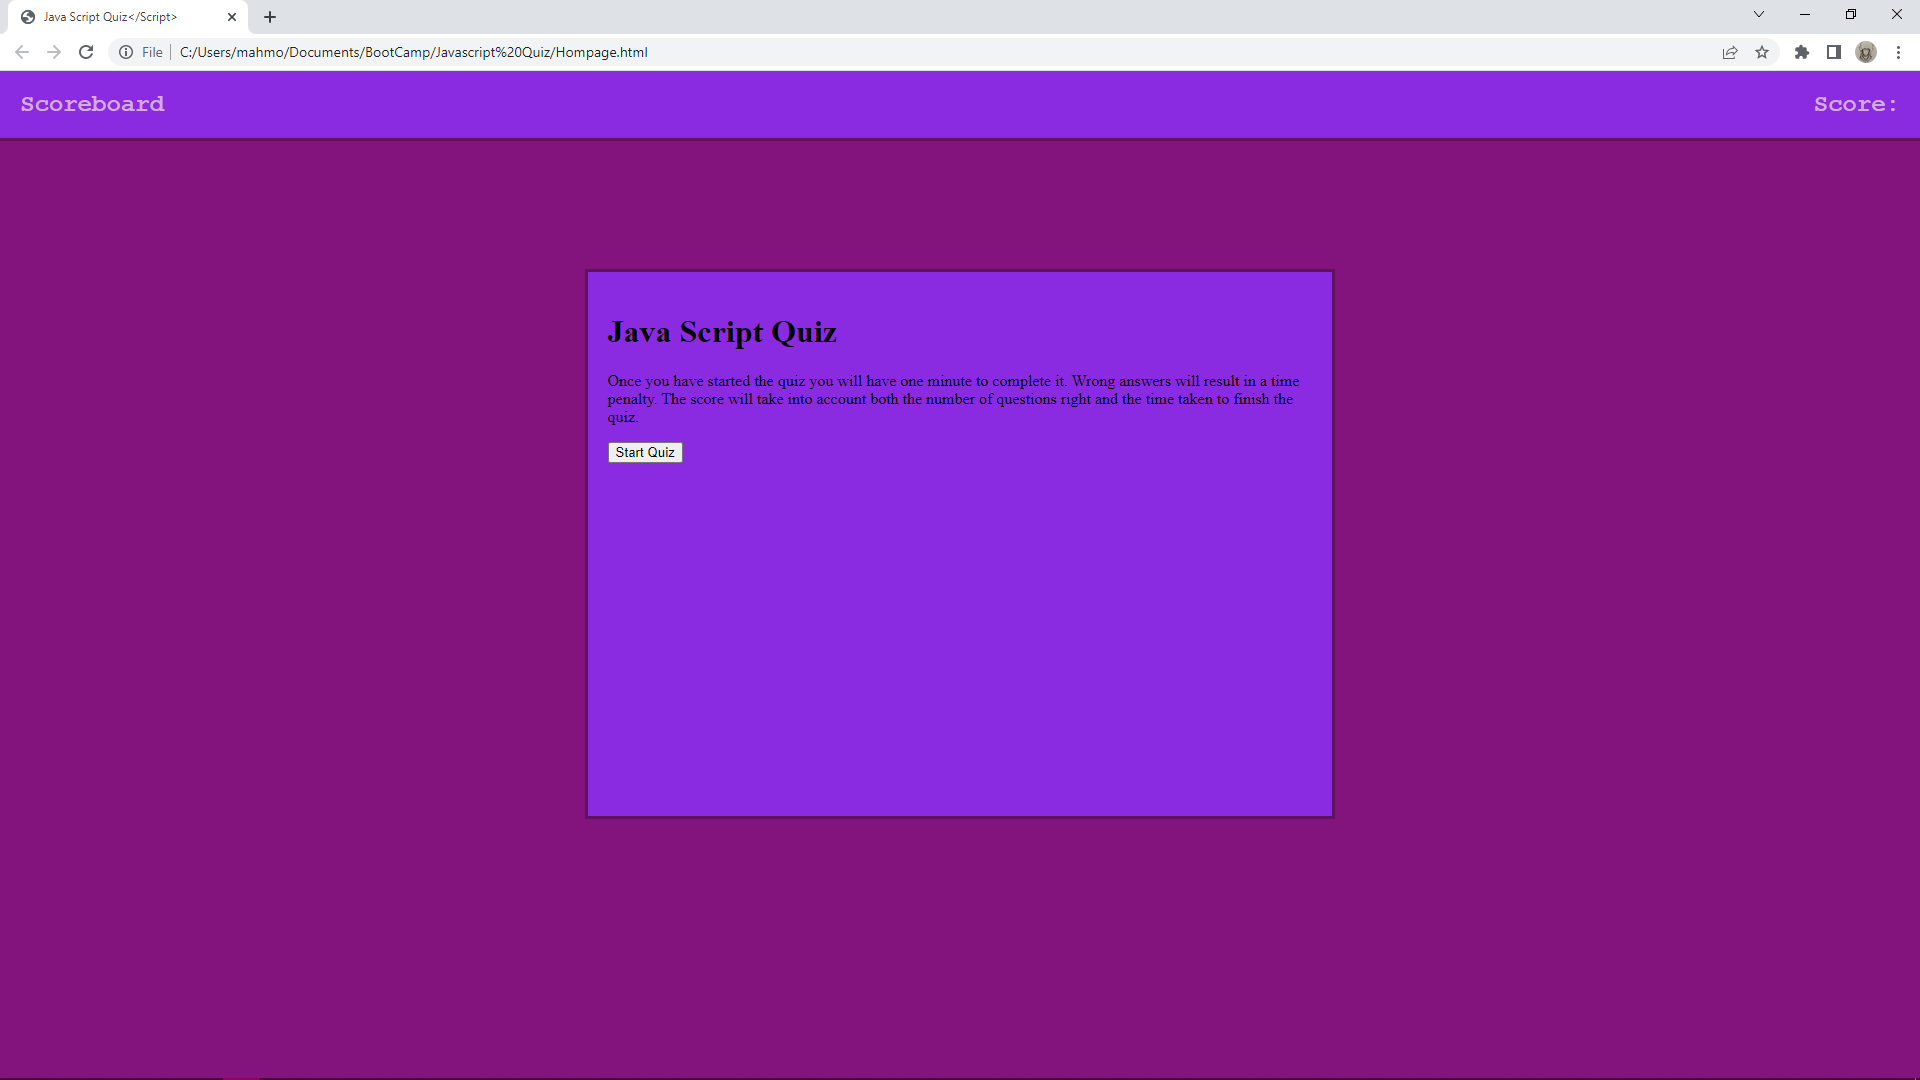 Java Script Quiz</Script>
File
C:/Users/mahmo/Documents/BootCamp/Javascript%20Quiz/Hompage.html
Scoreboard
Score:
Java Script Quiz
Once you have started the quiz you will have one minute to complete it. Wrong answers will result in a time
penalty. The score will take into account both the number of questions right and the time taken to finish the
quiz.
Start Quiz